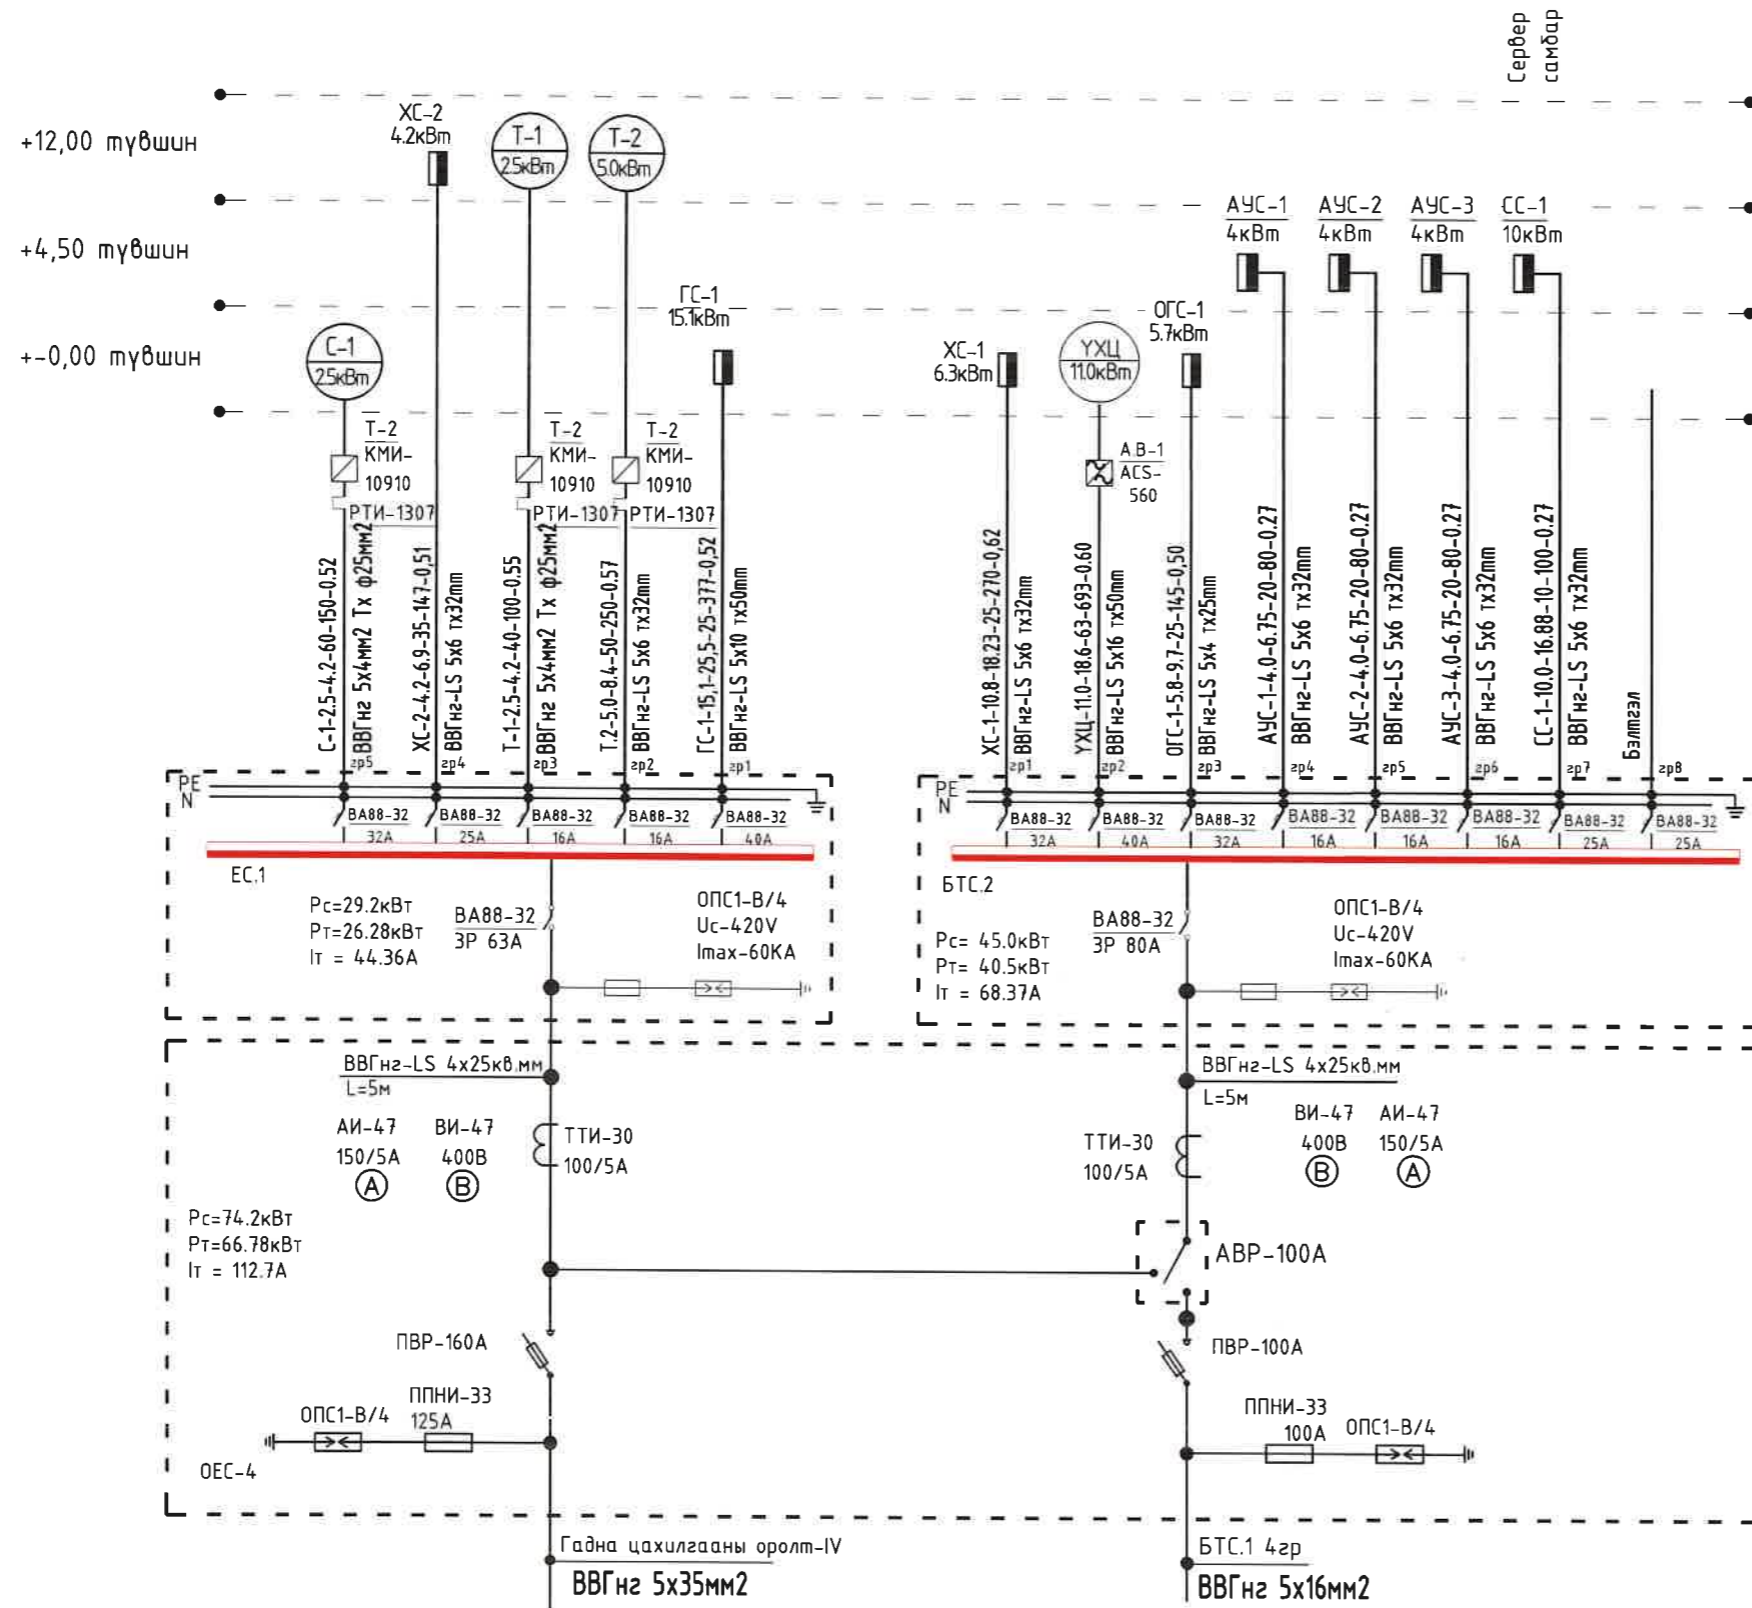 Сервер
самбар
+12,00 түвшин
ХС-2
4.2кВт
Т-1
2.5кВт
Т-2
5.0кВт
+4,50 түвшин
АУС-1
4кВт
АУС-2
4кВт
АУС-3
4кВт
СС-1
10кВт
ГС-1
15.1кВт
ОГС-1
5.7кВт
+-0,00 түвшин
С-1
2.5кВт
ХС-1
6.3кВт
УХЦ
11.0кВт
Т-2
КМИ-
10910
РТИ-1307
Т-2
КМИ-
10910
РТИ-1307
Т-2
КМИ-
10910
РТИ-1307
А.В-1
ACS-
560
С-1-2.5-4.2-60-150-0.52
ВВГнг 5х4мм2 Тх ф25мм2
ХС-2-4.2-6.9-35-147-0,51
ВВГнг-LS 5х6 тх32mm
Т-1-2.5-4.2-40-100-0.55
ВВГнг 5х4мм2 Тх ф25мм2
Т.2-5.0-8.4-50-250-0.57
ВВГнг-LS 5х6 тх32mm
ГС-1-15,1-25,5-25-377-0,52
ВВГнг-LS 5х10 тх50mm
ХС-1-10.8-18.23-25-270-0,62
ВВГнг-LS 5х6 тх32mm
УХЦ-11.0-18.6-63-693-0.60
ВВГнг-LS 5х16 тх50mm
ОГС-1-5.8-9.7-25-145-0,50
ВВГнг-LS 5х4 тх25mm
АУС-1-4.0-6.75-20-80-0.27
ВВГнг-LS 5х6 тх32mm
АУС-2-4.0-6.75-20-80-0.27
ВВГнг-LS 5х6 тх32mm
АУС-3-4.0-6.75-20-80-0.27
ВВГнг-LS 5х6 тх32mm
СС-1-10.0-16.88-10-100-0.27
ВВГнг-LS 5х6 тх32mm
Бэлтгэл
гр5
гр4
гр3
гр2
гр1
гр1
гр2
гр3
гр4
гр5
гр6
гр7
гр8
PE
N
ВА88-32
32А
ВА88-32
25А
ВА88-32
16А
ВА88-32
16А
ВА88-32
40А
PE
N
ВА88-32
32А
ВА88-32
40А
ВА88-32
32А
ВА88-32
16А
ВА88-32
16А
ВА88-32
16А
ВА88-32
25А
ВА88-32
25А
ЕС.1
Рс=29.2кВт
Рт=26.28кВт
Iт = 44.36А
ВА88-32
3Р 63А
ОПС1-В/4
Uc-420V
Imax-60КА
БТС.2
Рс= 45.0кВт
Рт= 40.5кВт
Iт = 68.37А
ВА88-32
3Р 80А
ОПС1-В/4
Uc-420V
Imax-60КА
ВВГнг-LS 4х25кв.мм
L=5м
АИ-47
150/5А
А
ВИ-47
400В
В
ТТИ-30
100/5А
ВВГнг-LS 4х25кв.мм
L=5м
ТТИ-30
100/5А
ВИ-47
400В
В
АИ-47
150/5А
А
Рс=74.2кВт
Рт=66.78кВт
Iт = 112.7А
АВР-100А
ПВР-160А
ПВР-100А
ОПС1-В/4
ППНИ-33
125А
ППНИ-33
100А
ОПС1-В/4
ОЕС-4
Гадна цахилгааны оролт-IV
ВВГнг 5х35мм2
БТС.1 4гр
ВВГнг 5х16мм2